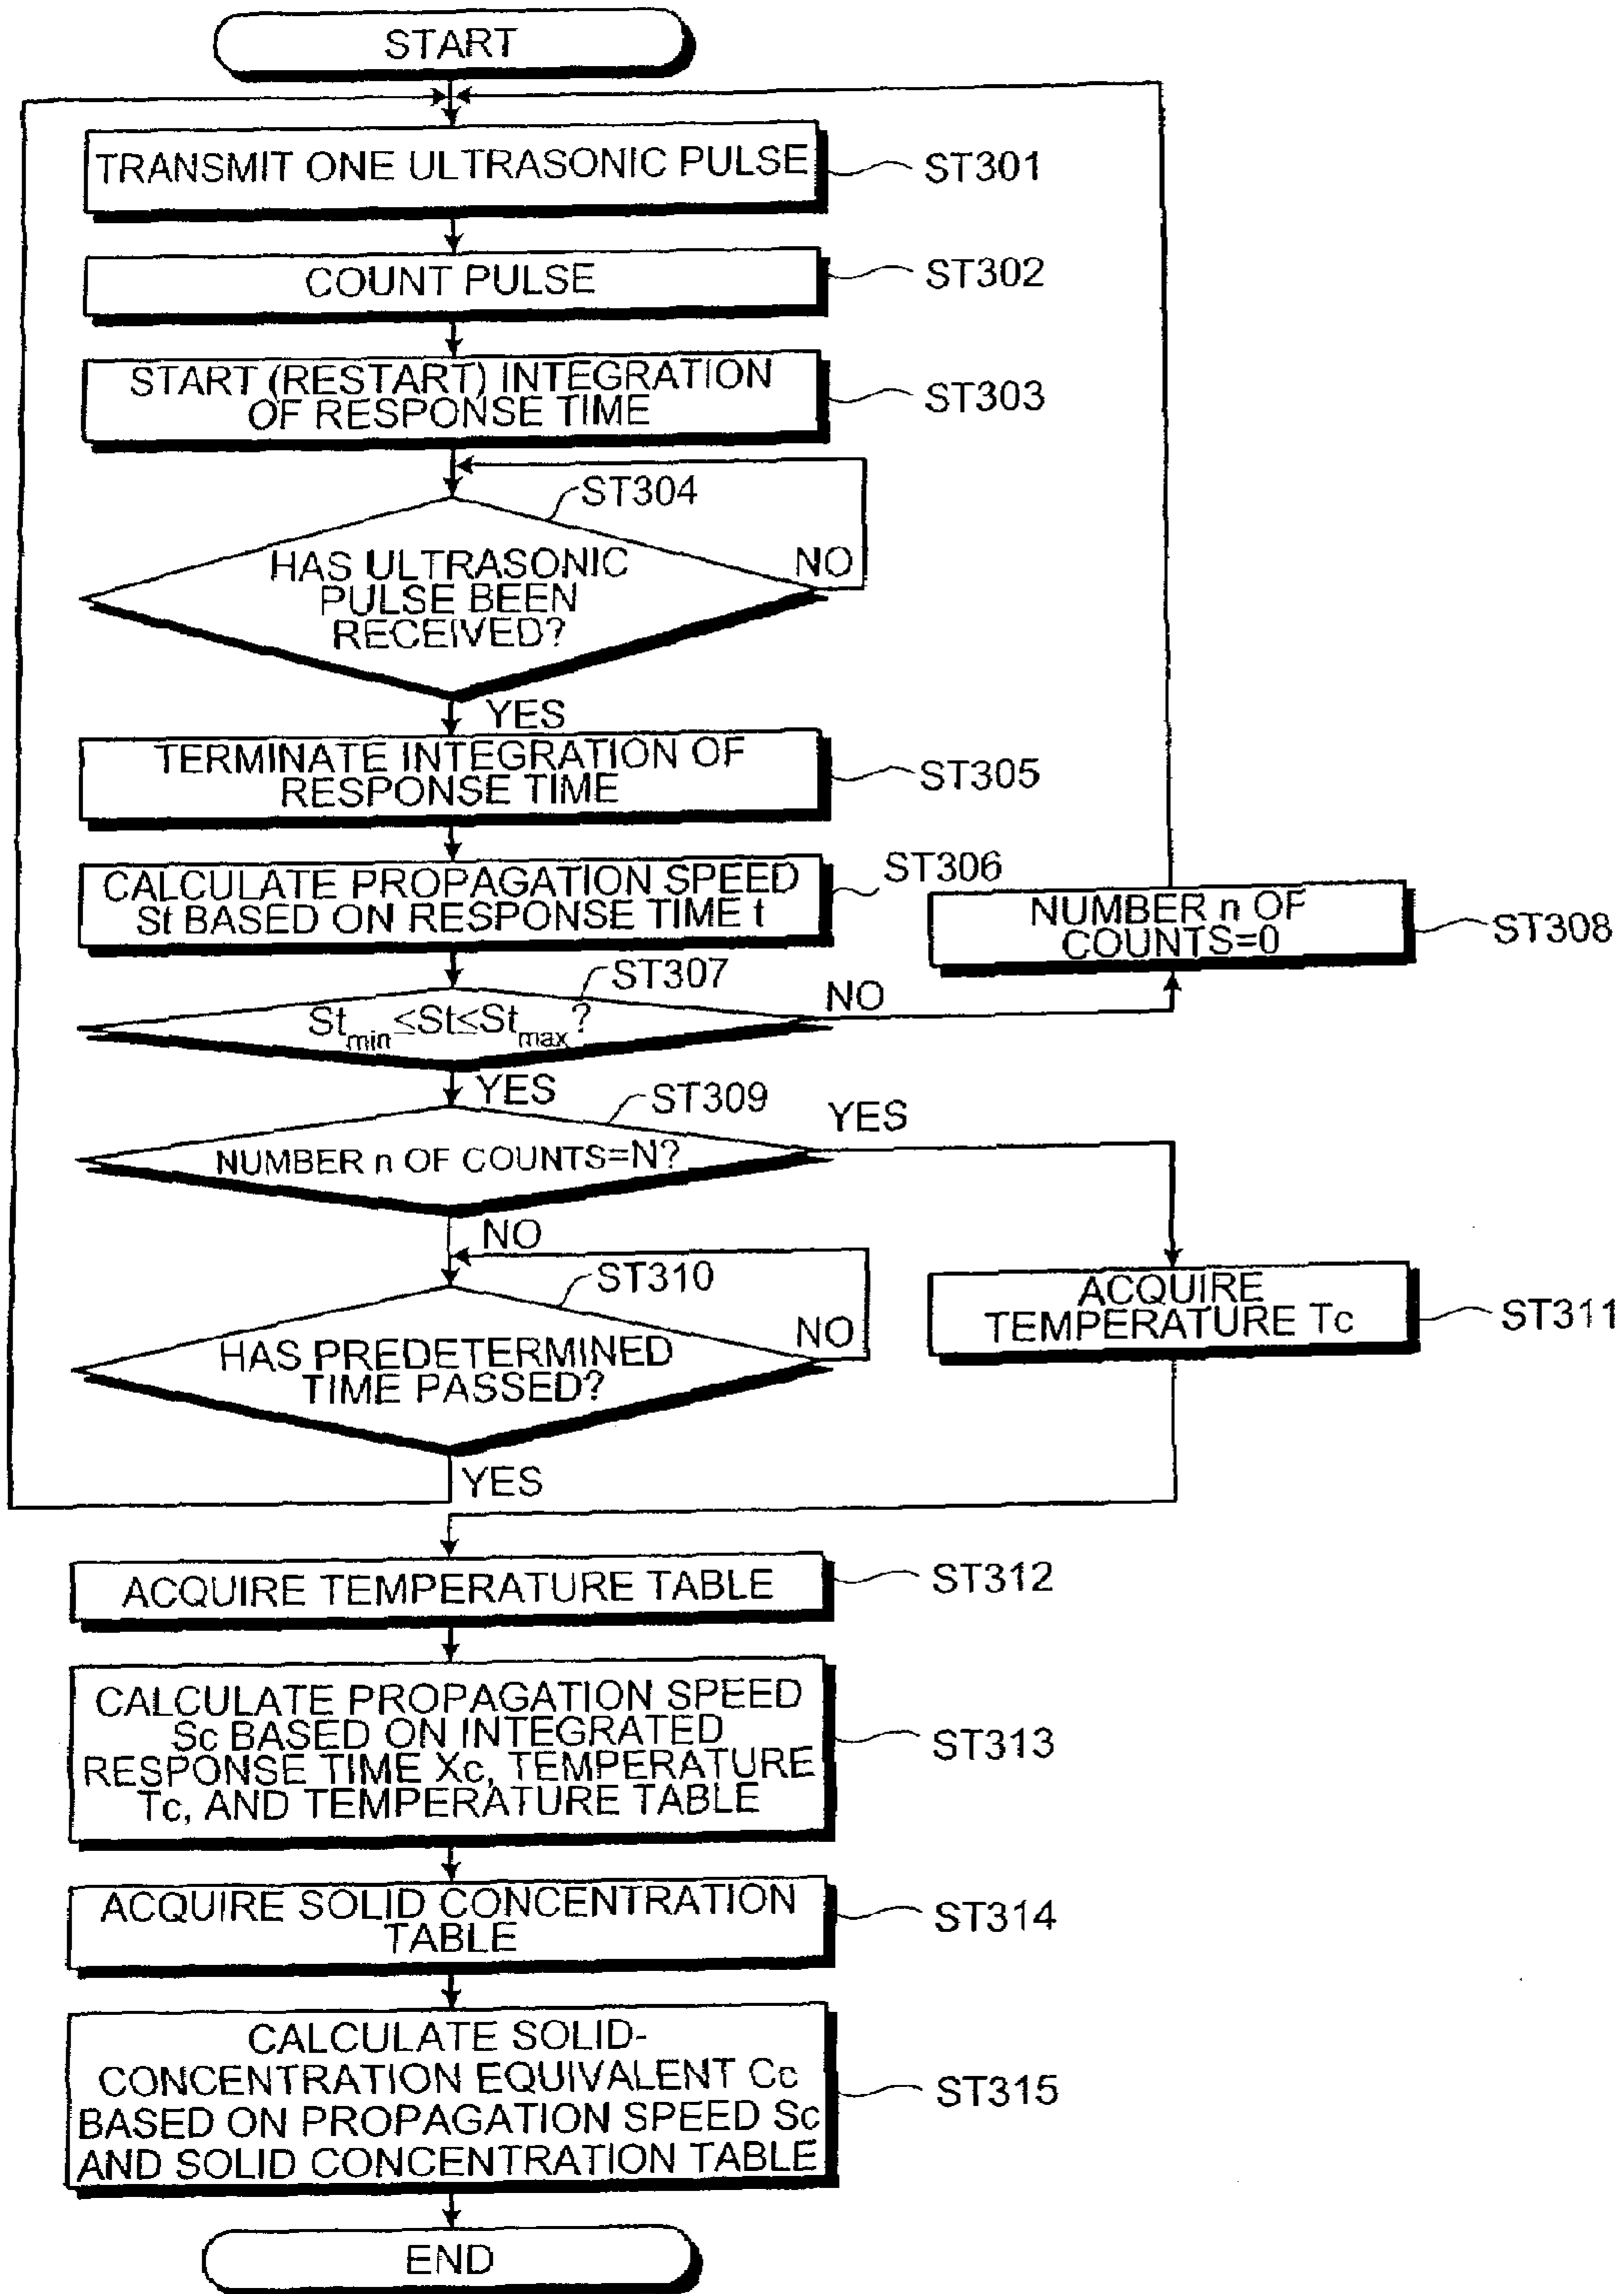 START
TRANSMIT ONE ULTRASONIC PULSE
ST301
COUNT PULSE
ST302
START (RESTART) INTEGRATION
OF RESPONSE TIME
ST303
ST304
HAS ULTRASONIC
PULSE BEEN
RECEIVED?
NO
YES
TERMINATE INTEGRATION OF
RESPONSE TIME
ST305
CALCULATE PROPAGATION SPEED
St BASED ON RESPONSE TIME t
ST306
NUMBER n OF
COUNTS=0
ST308
ST307
Stmin≤St≤Stmax?
NO
YES
ST309
NUMBER n OF COUNTS=N?
YES
NO
ST310
HAS PREDETERMINED
TIME PASSED?
NO
YES
ACQUIRE
TEMPERATURE Tc
ST311
ACQUIRE TEMPERATURE TABLE
ST312
CALCULATE PROPAGATION SPEED
Sc BASED ON INTEGRATED
RESPONSE TIME Xc, TEMPERATURE
Tc, AND TEMPERATURE TABLE
ST313
ACQUIRE SOLID CONCENTRATION
TABLE
ST314
CALCULATE SOLID-
CONCENTRATION EQUIVALENT Cc
BASED ON PROPAGATION SPEED Sc
AND SOLID CONCENTRATION TABLE
ST315
END